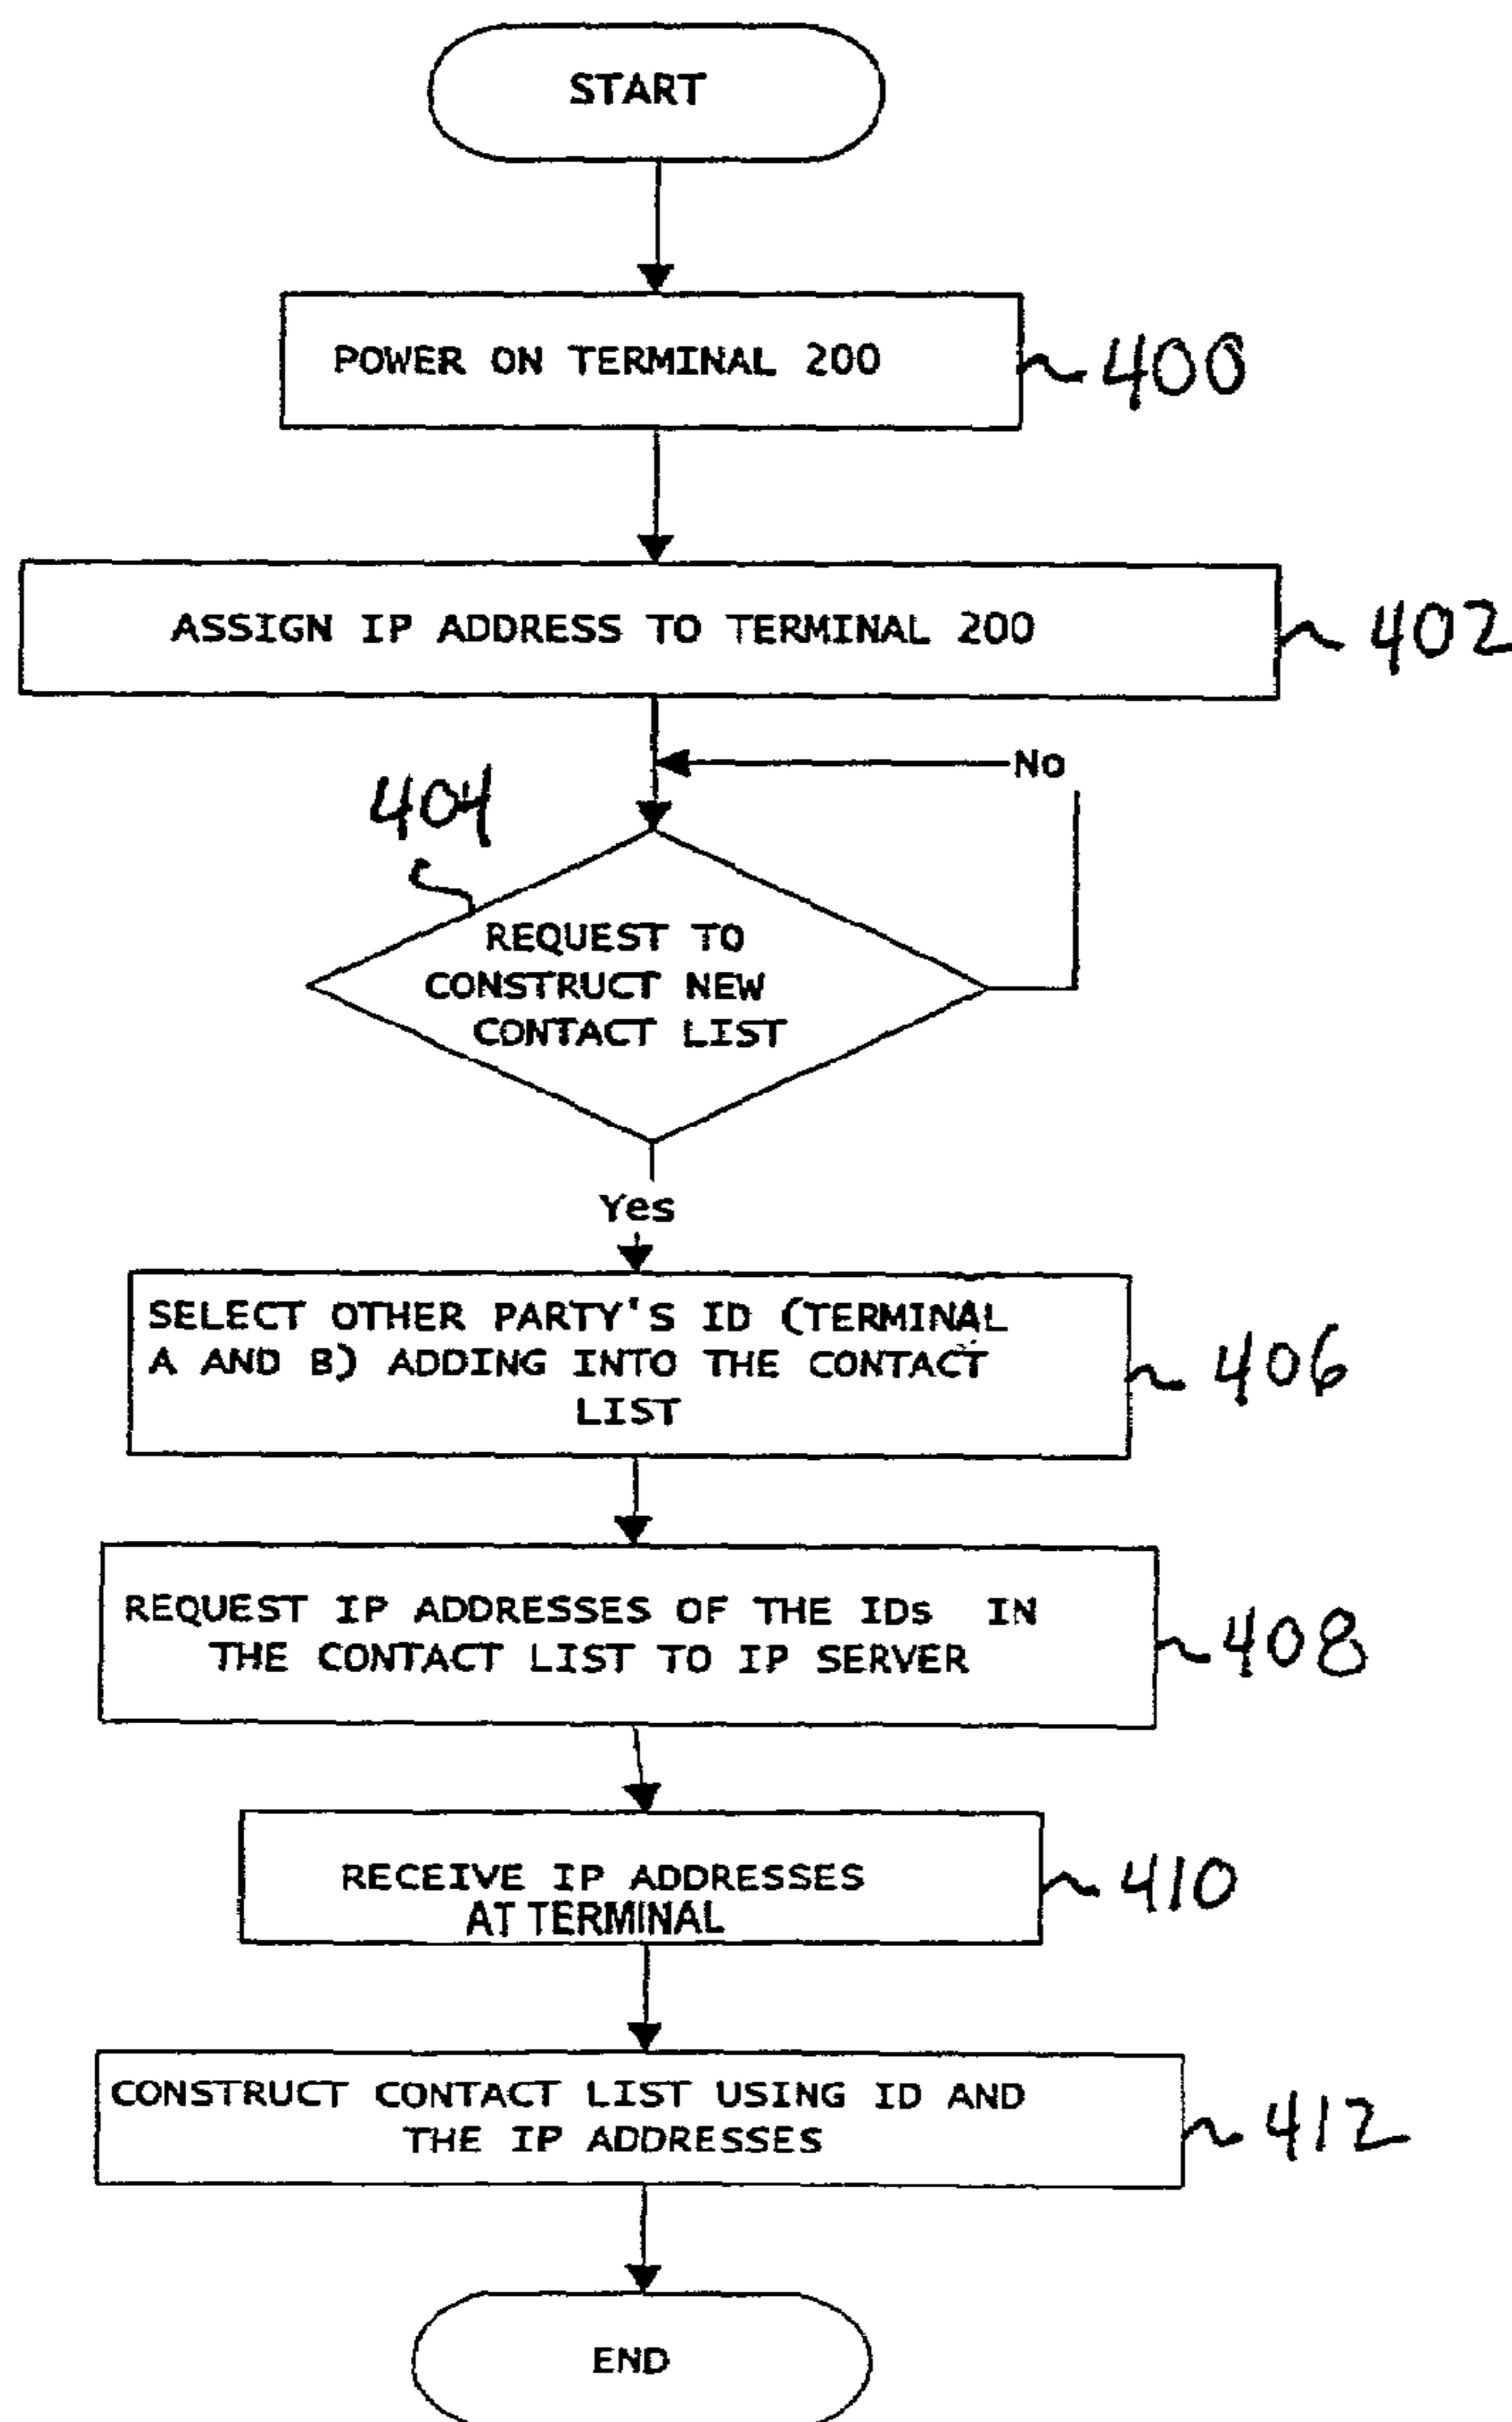 START
POWER ON TERMINAL 200
400
ASSIGN IP ADDRESS TO TERMINAL 200
402
No
404
REQUEST TO
CONSTRUCT NEW
CONTACT LIST
Yes
SELECT OTHER PARTY'S ID (TERMINAL
A AND B) ADDING INTO THE CONTACT
LIST
406
REQUEST IP ADDRESSES OF THE IDs IN
THE CONTACT LIST TO IP SERVER
408
RECEIVE IP ADDRESSES
AT TERMINAL
410
CONSTRUCT CONTACT LIST USING ID AND
THE IP ADDRESSES
412
END